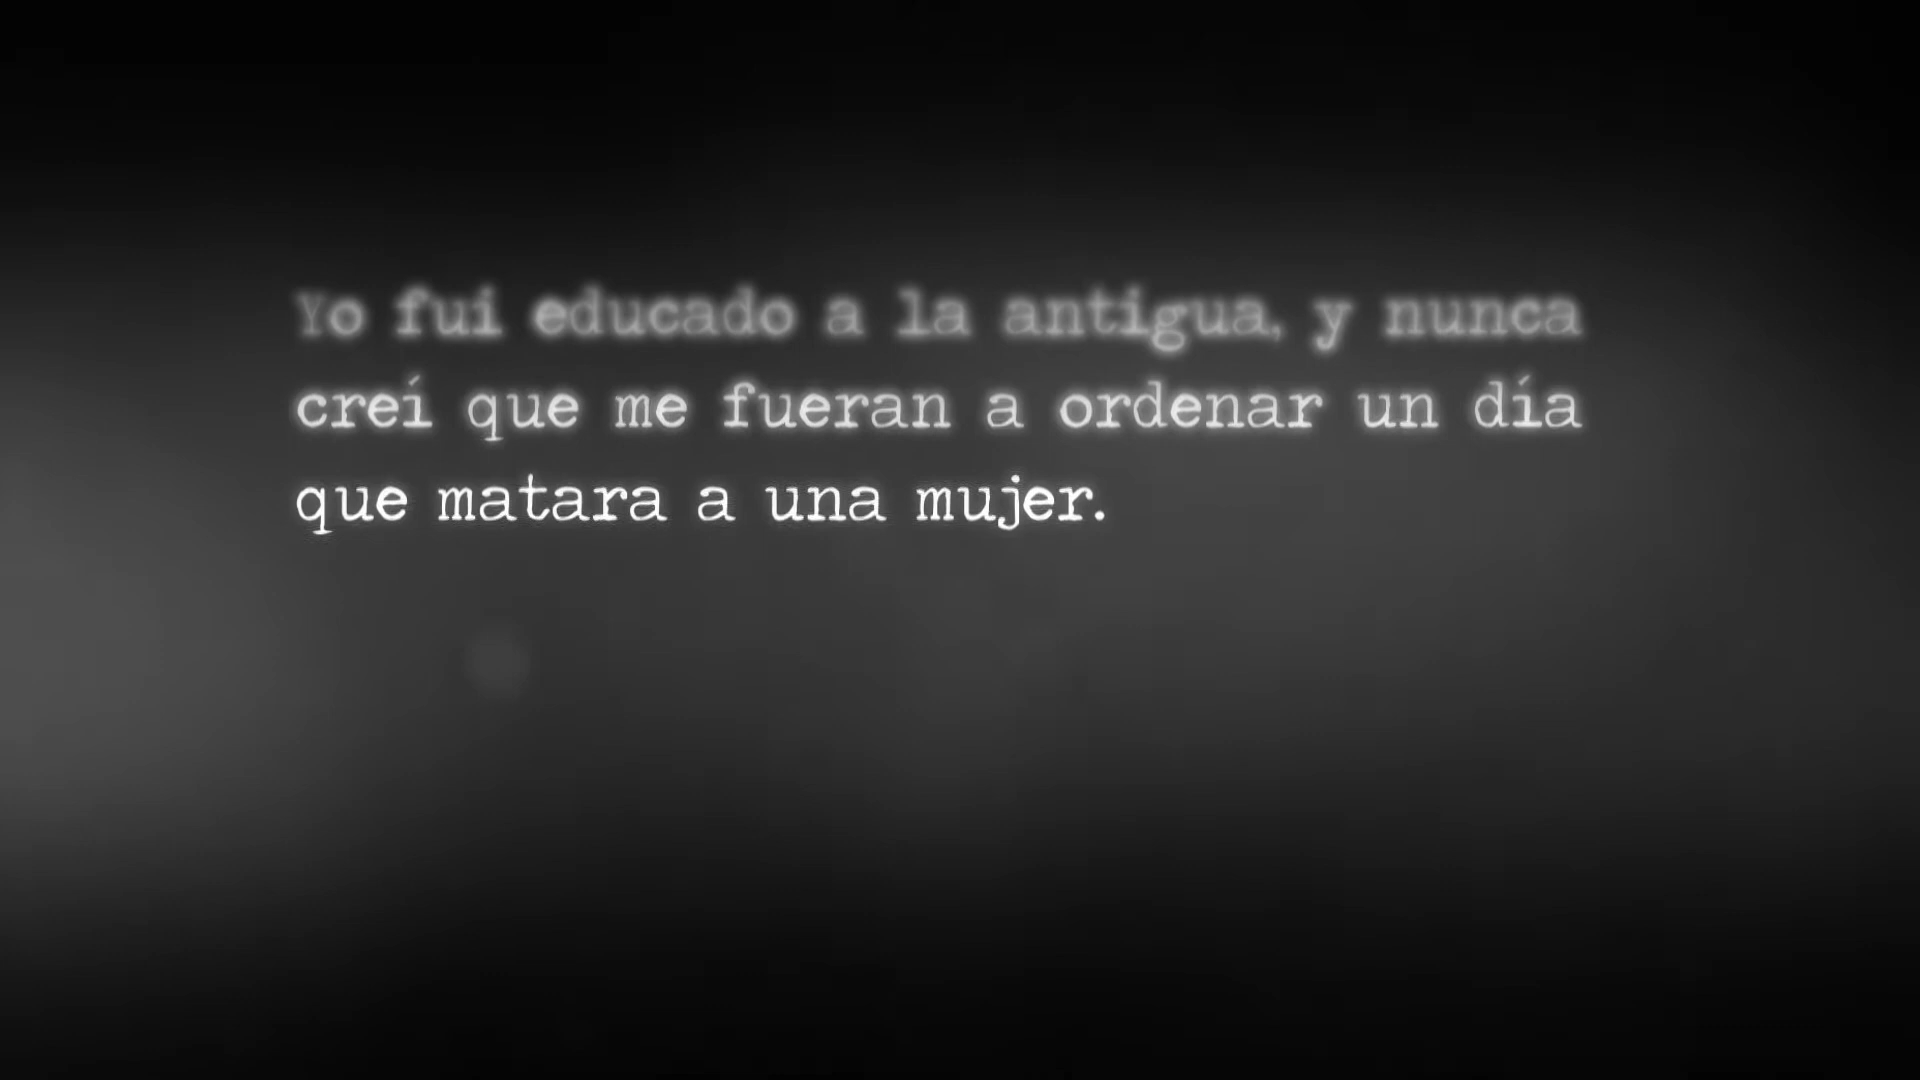 Yo fui educado a la antigua, y nunca
creí que me fueran a ordenar un día
que matara a una mujer.